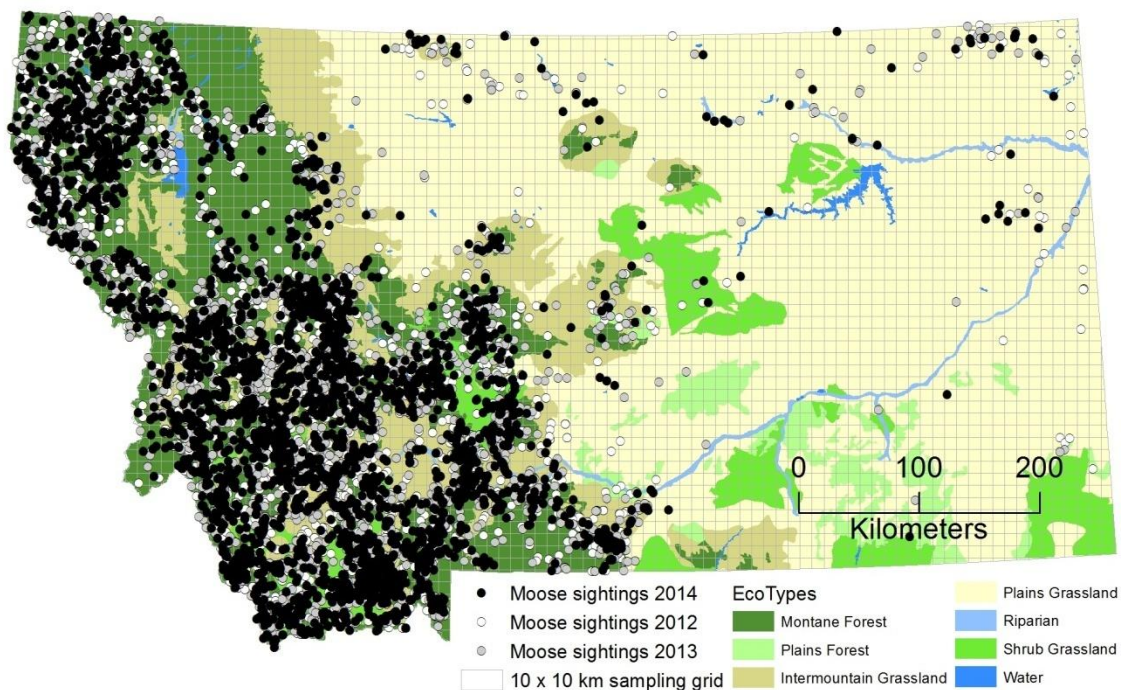 0 100 200
Kilometers
Moose sightings 2014
Moose sightings 2012
Moose sightings 2013
10 x 10 km sampling grid
EcoTypes
Montane Forest
Plains Forest
Intermountain Grassland
Plains Grassland
Riparian
Shrub Grassland
Water